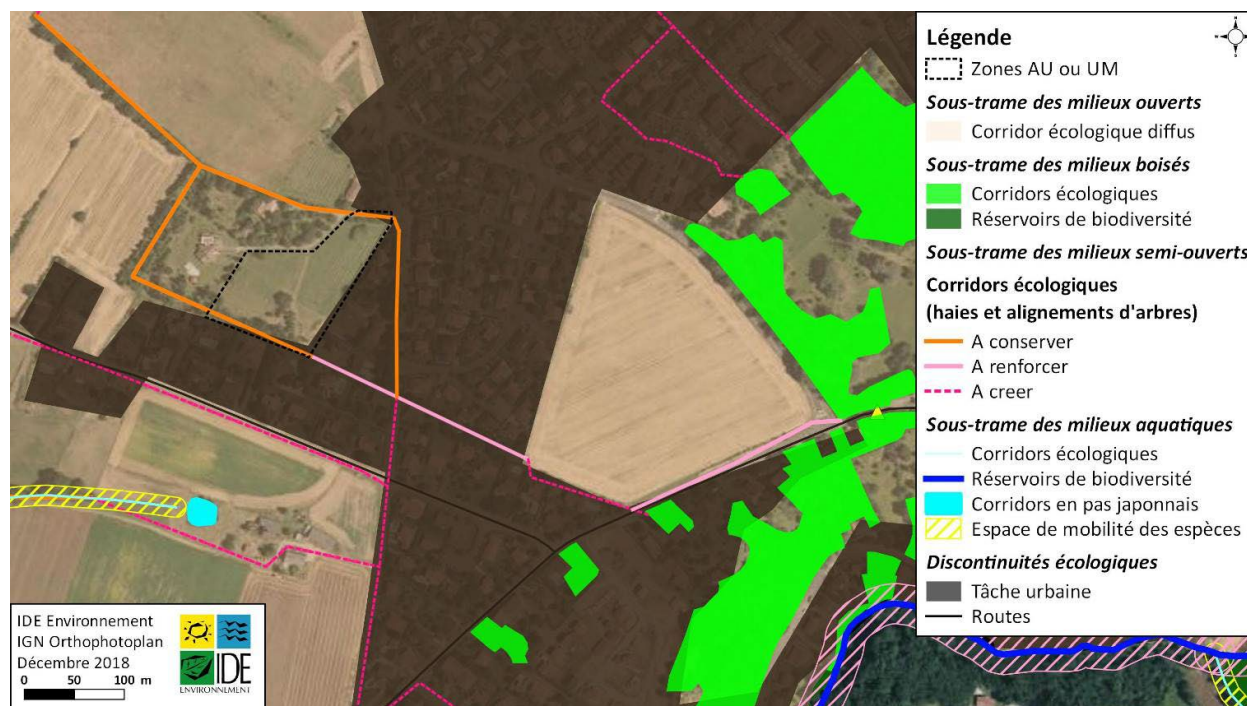 Légende
Zones AU ou UM
Sous-trame des milieux ouverts
Corridor écologique diffus
Sous-trame des milieux boisés
Corridors écologiques
Réservoirs de biodiversité
Sous-trame des milieux semi-ouverts
Corridors écologiques
(haies et alignements d'arbres)
A conserver
A renforcer
A creer
Sous-trame des milieux aquatiques
Corridors écologiques
Réservoirs de biodiversité
Corridors en pas japonnais
Espace de mobilité des espèces
Discontinuités écologiques
Tâche urbaine
Routes
IDE Environnement
IGN Orthophotoplan
Décembre 2018
0 50 100 m
IDE
ENVIRONNEMENT